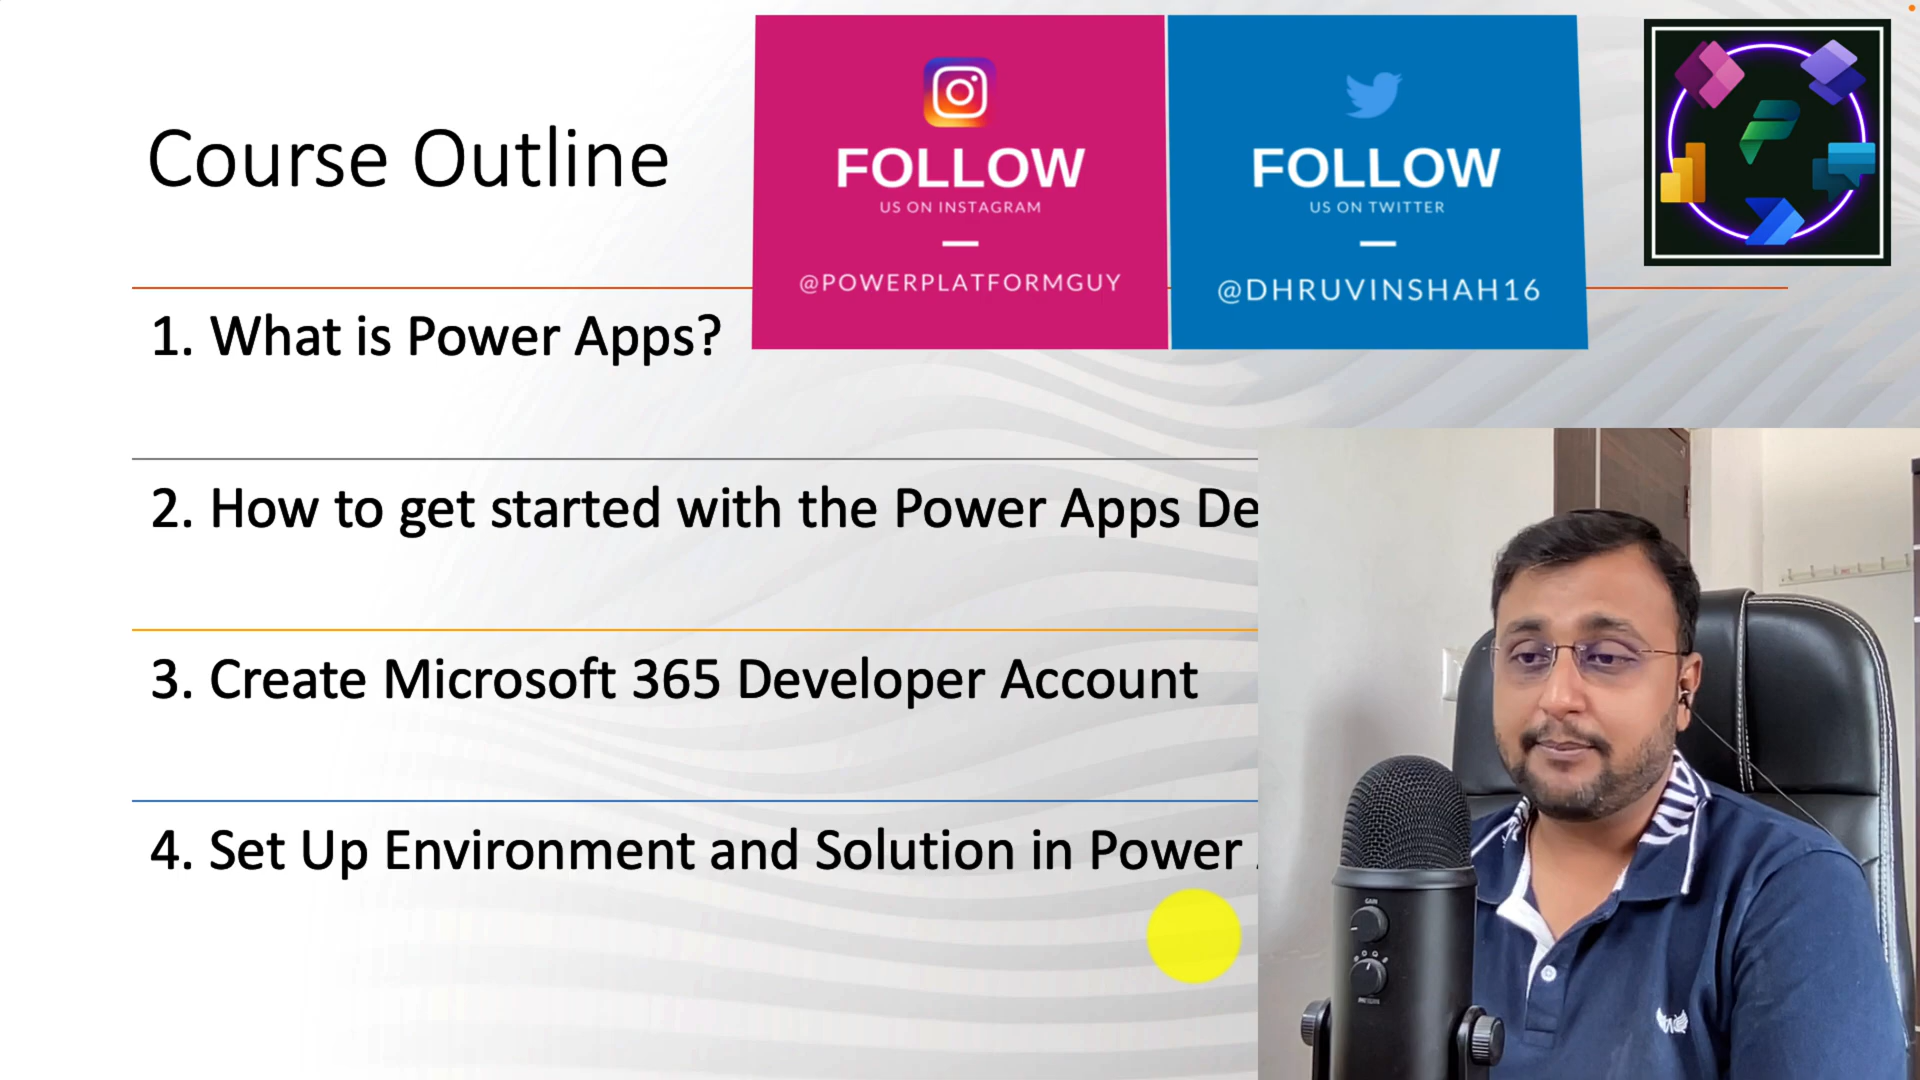 Course Outline
FOLLOW
US ON INSTAGRAM
@POWERPLATFORMGUY
FOLLOW
US ON TWITTER
@DHRUVINSHAH16
1. What is Power Apps?
2. How to get started with the Power Apps De
3. Create Microsoft 365 Developer Account
4. Set Up Environment and Solution in Power
GAIN